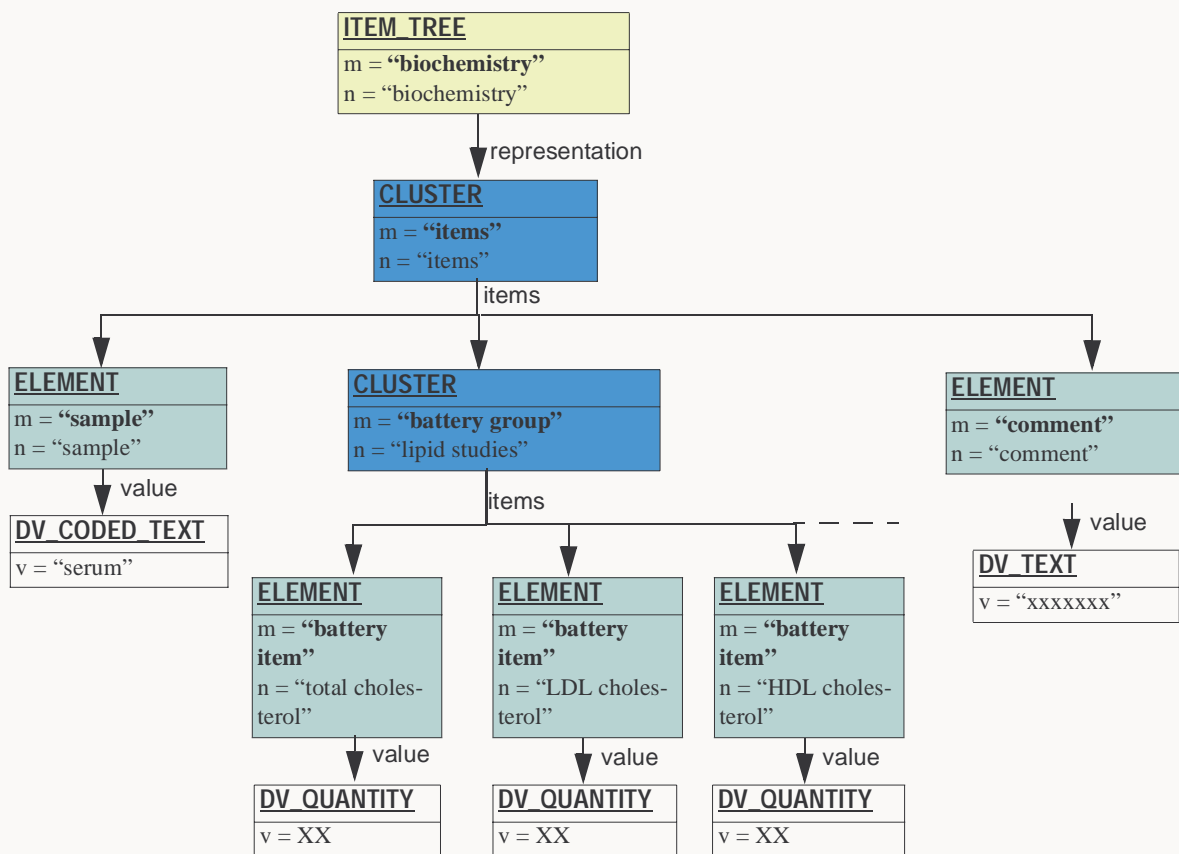 ITEM_TREE
m = “biochemistry”
n = “biochemistry”
representation
CLUSTER
m = “items”
n = “items”
items
ELEMENT
m = “sample”
n = “sample”
value
DV_CODED_TEXT
v = “serum”
CLUSTER
m = “battery group”
n = “lipid studies”
items
ELEMENT
m = “comment”
n = “comment”
value
DV_TEXT
v = “xxxxxxx”
ELEMENT
m = “battery
item”
n = “total choles-
terol”
value
DV_QUANTITY
v = XX
ELEMENT
m = “battery
item”
n = “LDL choles-
terol”
value
DV_QUANTITY
v = XX
ELEMENT
m = “battery
item”
n = “HDL choles-
terol”
value
DV_QUANTITY
v = XX